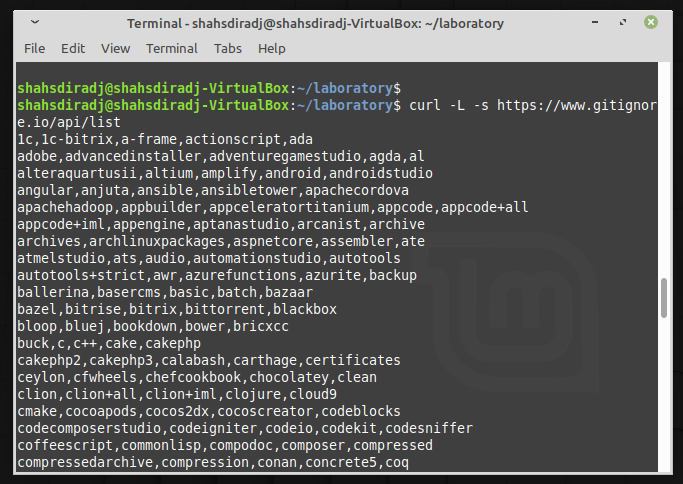 Terminal - shahsdiradj@shahsdiradj-VirtualBox: ~/laboratory
File Edit View Terminal Tabs Help
shahsdiradj@shahsdiradj-VirtualBox:~/laboratory$
shahsdiradj@shahsdiradj-VirtualBox:~/laboratory$ curl -L -s https://www.gitignor
e.io/api/list
1c,1c-bitrix,a-frame,actionscript,ada
adobe,advancedinstaller,adventuregamestudio,agda,al
alteraquartusii,altium,amplify,android,androidstudio
angular,anjuta,ansible,ansibletower,apachecordova
apachehadoop,appbuilder,appceleratortitanium,appcode,appcode+all
appcode+iml,appengine,aptanastudio,arcanist,archive
archives,archlinuxpackages,aspnetcore,assembler,ate
atmelstudio,ats,audio,automationstudio,autotools
autotools+strict,awr,azurefunctions,azurite,backup
ballerina,basercms,basic,batch,bazaar
bazel,bitrise,bitrix,bittorrent,blackbox
bloop,bluej,bookdown,bower,bricxcc
buck,c,c++,cake,cakephp
cakephp2,cakephp3,calabash,carthage,certificates
ceylon,cfwheels,chefcookbook,chocolatey,clean
clion,clion+all,clion+iml,clojure,cloud9
cmake,cocoapods,cocos2dx,cocoscreator,codeblocks
codecomposerstudio,codeigniter,codeio,codekit,codesniffer
coffeescript,commonlisp,compodoc,composer,compressed
compressedarchive,compression,conan,concrete5,coq